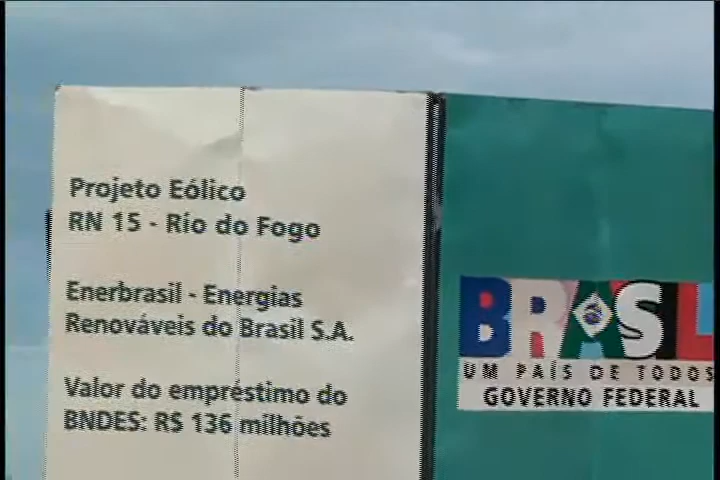 Projeto Eólico
RN 15 - Rio do Fogo
Enerbrasil - Energias
Renováveis do Brasil S.A.
Valor do empréstimo do
BNDES: R$ 136 milhões
BRASIL
UM PAÍS DE TODOS
GOVERNO FEDERAL